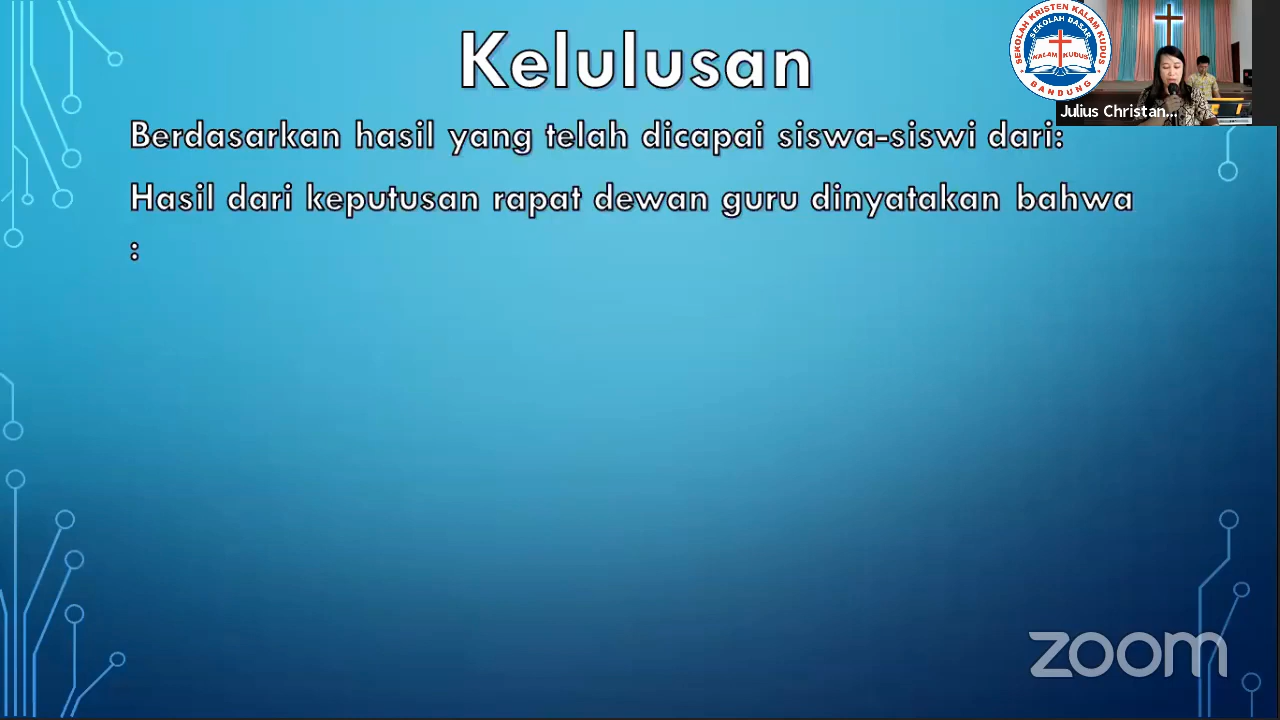 Kelulusan
SEKOLAH KRISTEN KALAM KUDUS
SEKOLAH DASAR
KALAM KUDUS
BANDUNG
Julius Christan...
Berdasarkan hasil yang telah dicapai siswa-siswi dari:
Hasil dari keputusan rapat dewan guru dinyatakan bahwa
:
zoom